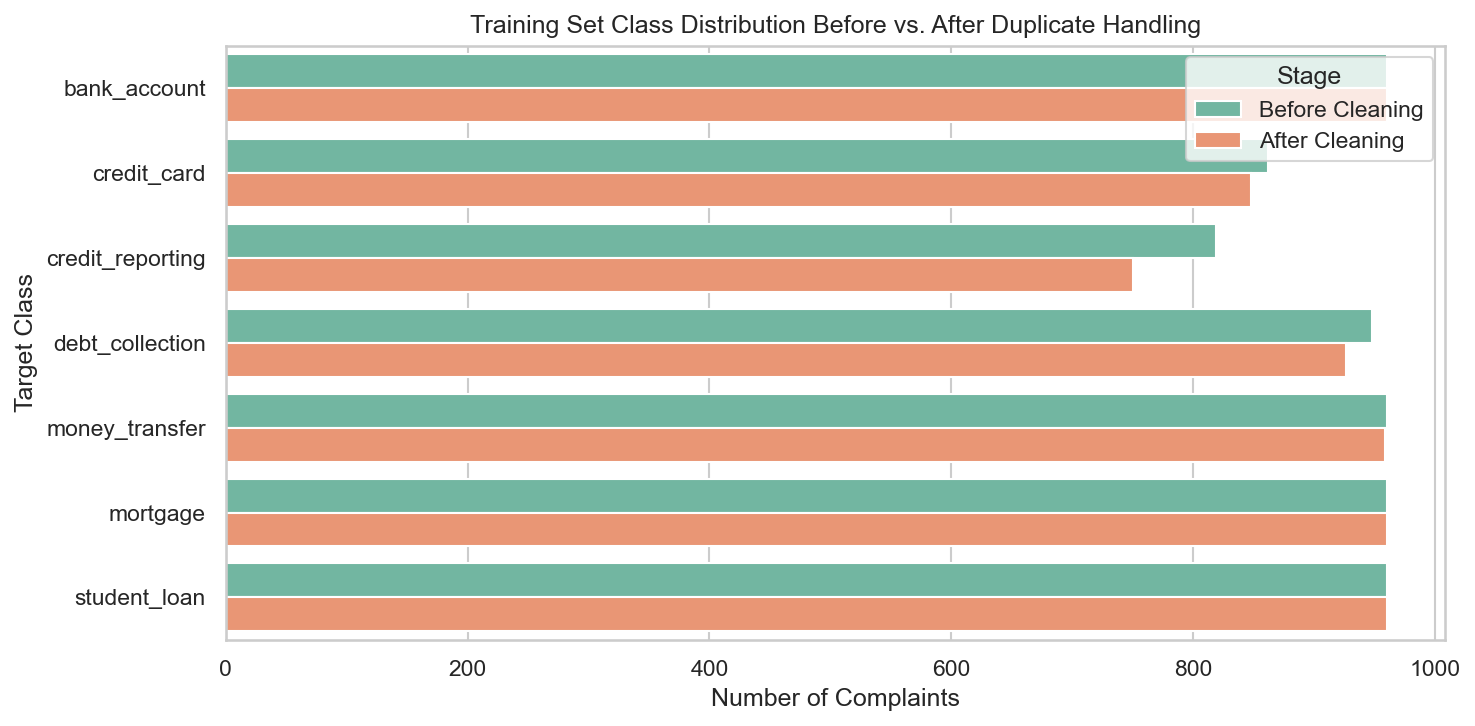 Training Set Class Distribution Before vs. After Duplicate Handling
Stage
Before Cleaning
After Cleaning
Target Class
bank_account
credit_card
credit_reporting
debt_collection
money_transfer
mortgage
student_loan
0 200 400 600 800 1000
Number of Complaints